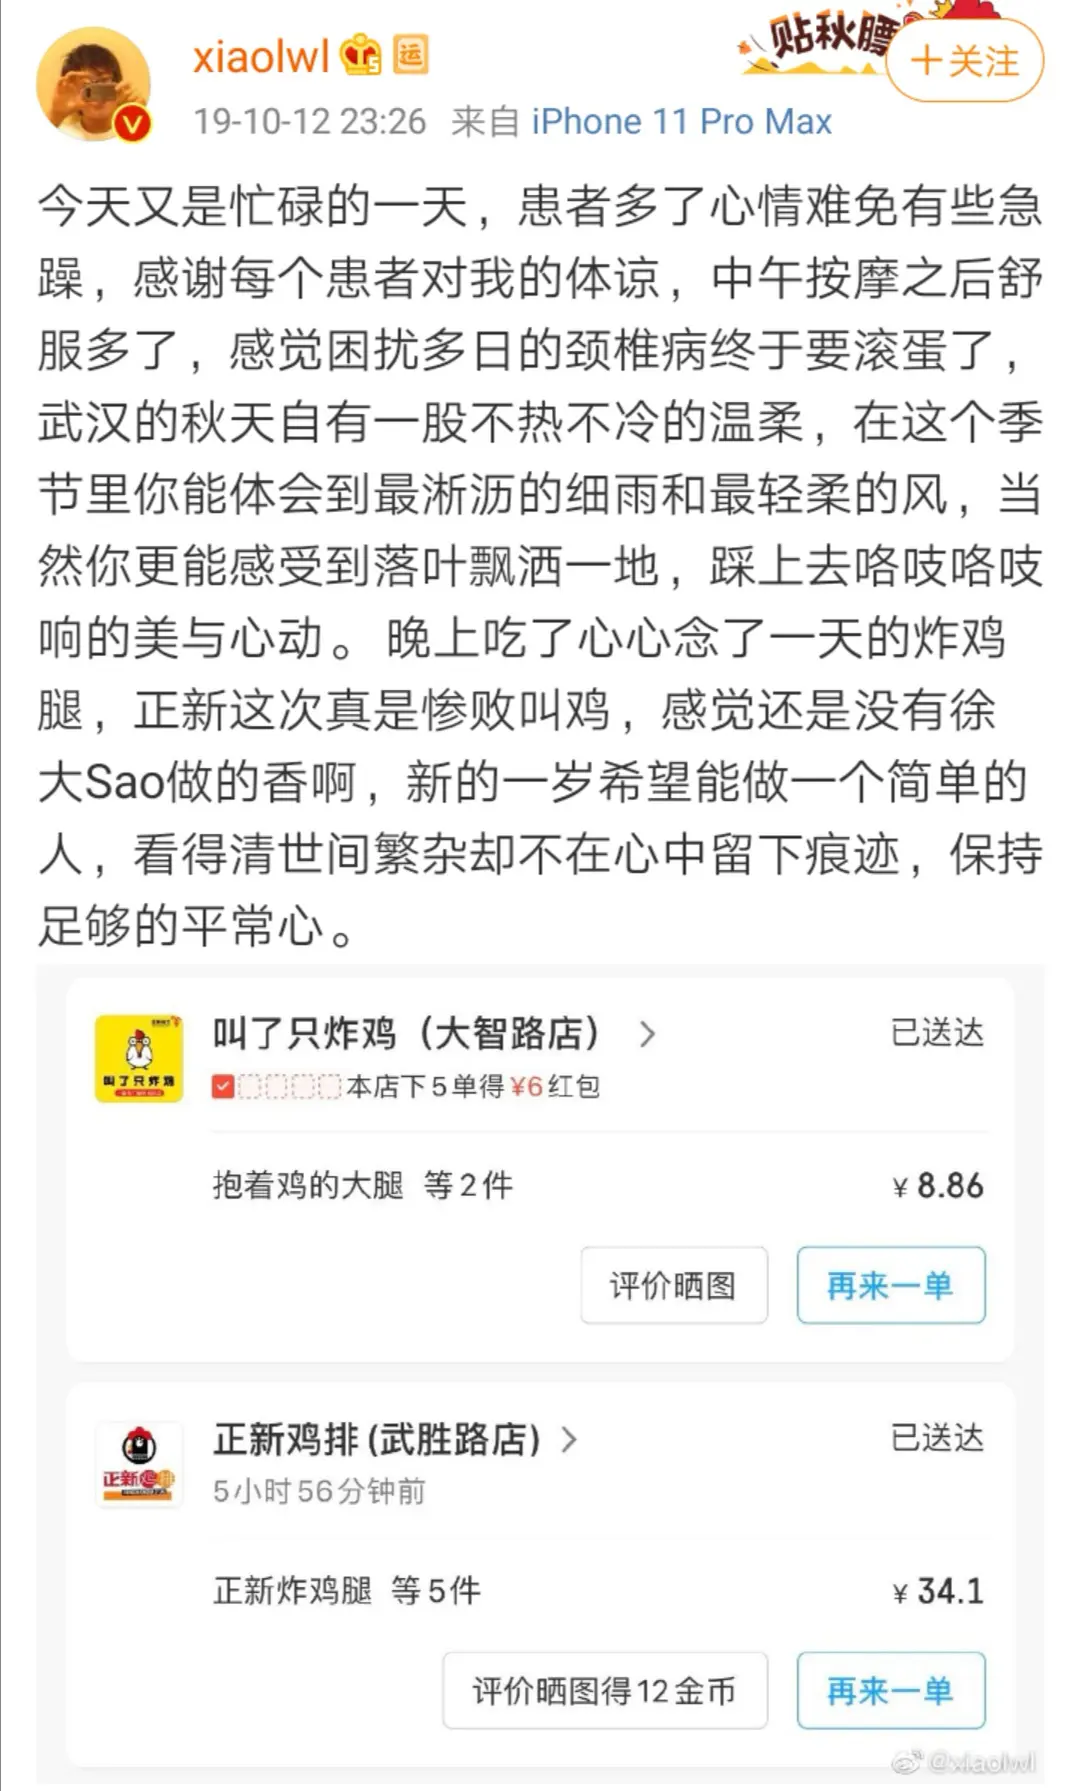 贴秋膘
xiaolwl
运
+关注
19-10-12 23:26 来自 iPhone 11 Pro Max
今天又是忙碌的一天，患者多了心情难免有些急
躁，感谢每个患者对我的体谅，中午按摩之后舒
服多了，感觉困扰多日的颈椎病终于要滚蛋了，
武汉的秋天自有一股不热不冷的温柔，在这个季
节里你能体会到最淅沥的细雨和最轻柔的风，当
然你更能感受到落叶飘洒一地，踩上去咯吱咯吱
响的美与心动。 晚上吃了心心念了一天的炸鸡
腿，正新这次真是惨败叫鸡，感觉还是没有徐
大Sao做的香啊，新的一岁希望能做一个简单的
人，看得清世间繁杂却不在心中留下痕迹，保持
足够的平常心。
叫了只炸鸡（大智路店） >
已送达
叫了只炸鸡
本店下5单得¥6红包
抱着鸡的大腿 等2件
¥ 8.86
评价晒图
再来一单
正新鸡排(武胜路店) >
已送达
正新鸡排
5小时56分钟前
正新炸鸡腿 等5件
¥ 34.1
评价晒图得12金币
再来一单
@xiaolwl